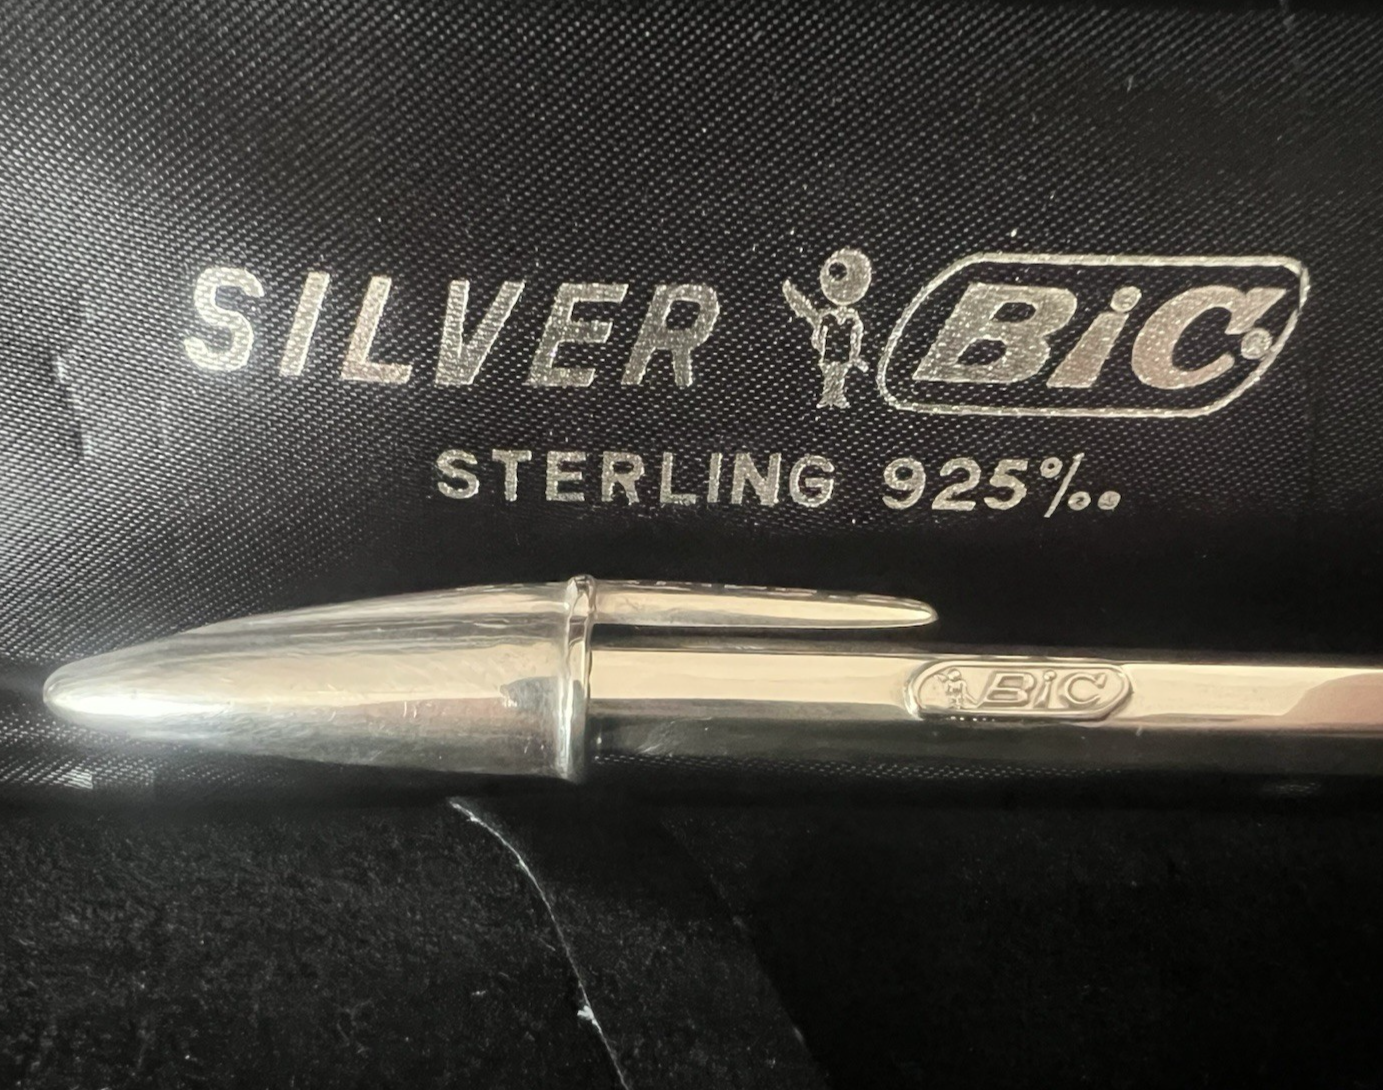 SILVER BiC®
STERLING 925‰
BiC